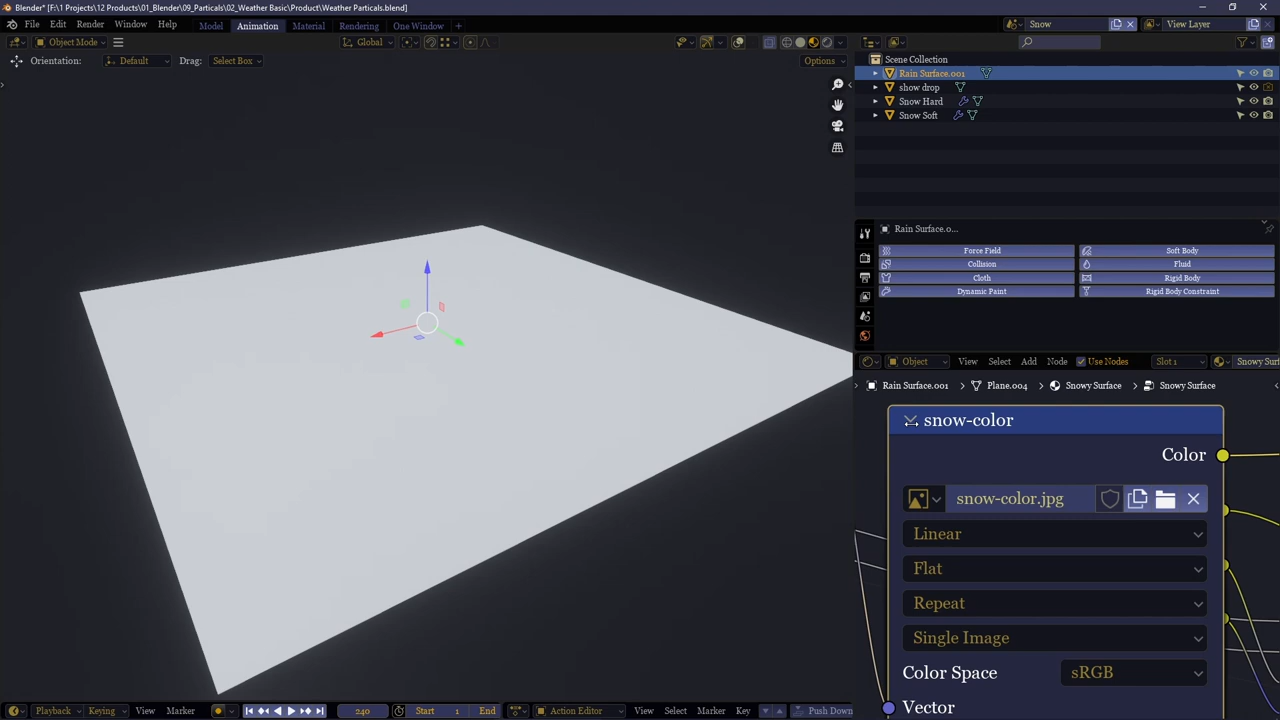 Blender* [F:\1 Projects\12 Products\01_Blender\09_Particals\02_Weather Basic\Product\Weather Particals.blend]
File Edit Render Window Help Model Animation Material Rendering One Window + Snow View Layer
Object Mode Global
Orientation: Default Drag: Select Box Options
Scene Collection
Rain Surface.001
show drop
Snow Hard
Snow Soft
Rain Surface.o...
Force Field Soft Body
Collision Fluid
Cloth Rigid Body
Dynamic Paint Rigid Body Constraint
Object View Select Add Node Use Nodes Slot 1 Snowy Surf
Rain Surface.001 > Plane.004 > Snowy Surface > Snowy Surface
snow-color
Color
snow-color.jpg
Linear
Flat
Repeat
Single Image
Color Space sRGB
Vector
Playback Keying View Marker 240 Start 1 End Action Editor View Select Marker Key Push Down